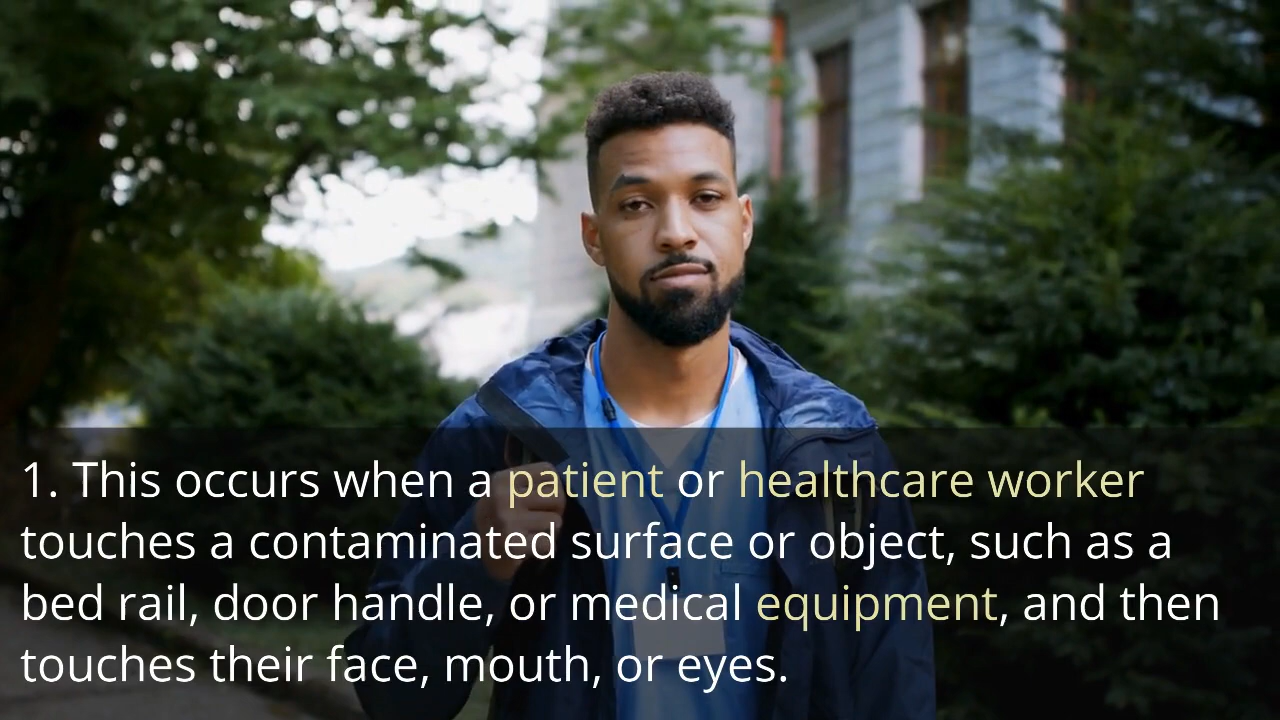 1. This occurs when a patient or healthcare worker
touches a contaminated surface or object, such as a
bed rail, door handle, or medical equipment, and then
touches their face, mouth, or eyes.